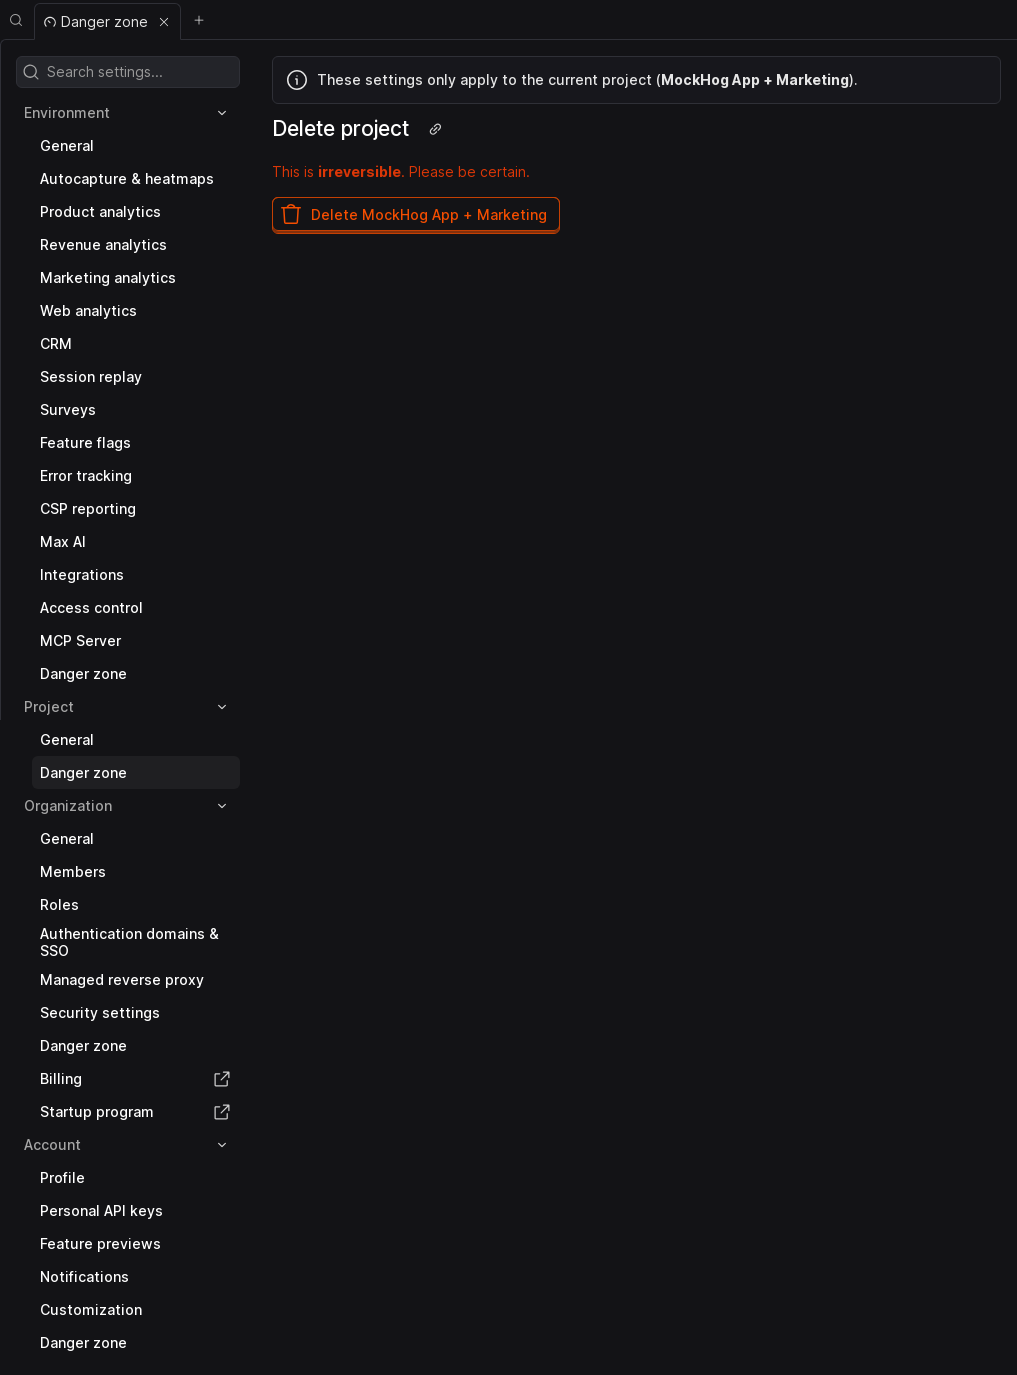 Danger zone
Search settings...
Environment
General
Autocapture & heatmaps
Product analytics
Revenue analytics
Marketing analytics
Web analytics
CRM
Session replay
Surveys
Feature flags
Error tracking
CSP reporting
Max AI
Integrations
Access control
MCP Server
Danger zone
Project
General
Danger zone
Organization
General
Members
Roles
Authentication domains &
SSO
Managed reverse proxy
Security settings
Danger zone
Billing
Startup program
Account
Profile
Personal API keys
Feature previews
Notifications
Customization
Danger zone
These settings only apply to the current project (MockHog App + Marketing).
Delete project
This is irreversible. Please be certain.
Delete MockHog App + Marketing